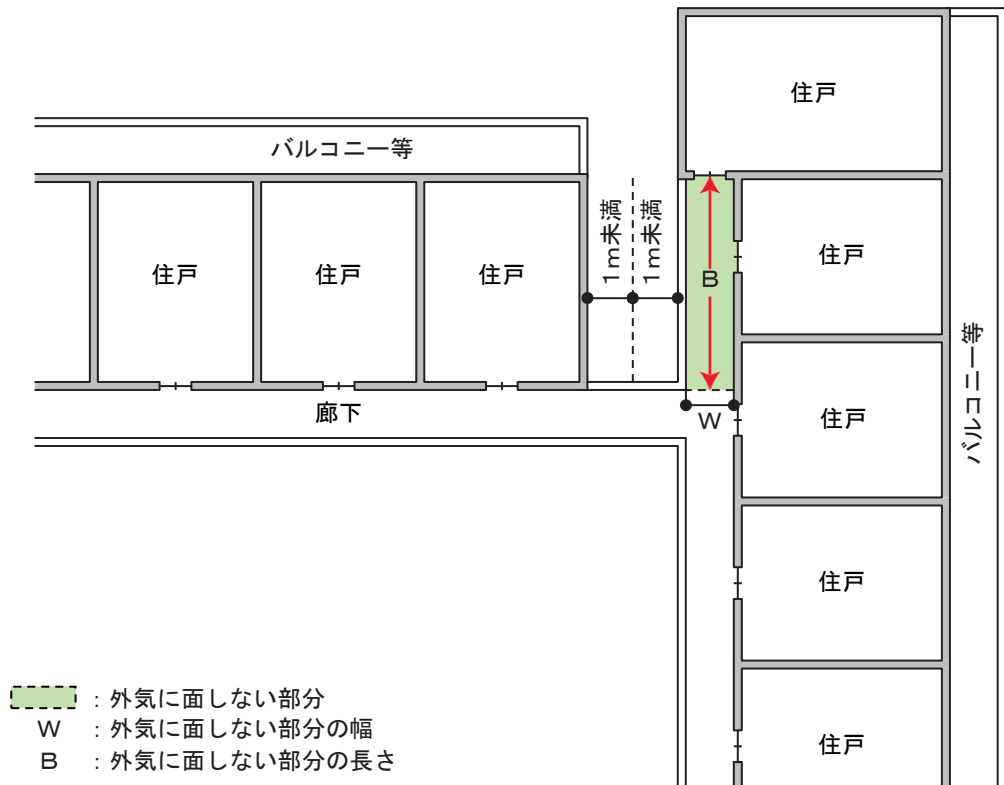 住戸
バルコニー等
1m未満
1m未満
住戸
住戸
住戸
住戸
B
バルコニー等
廊下
W
住戸
住戸
住戸
：外気に面しない部分
W ：外気に面しない部分の幅
B ：外気に面しない部分の長さ